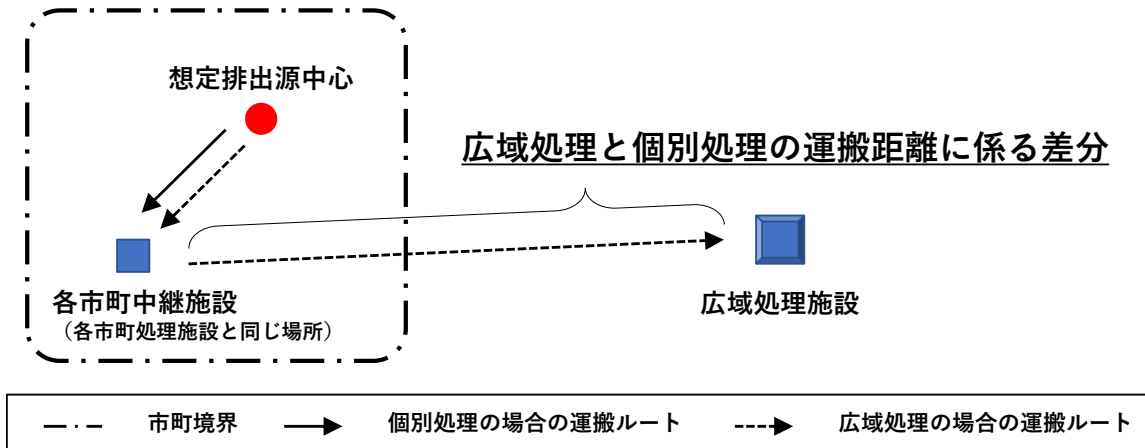 想定排出源中心
広域処理と個別処理の運搬距離に係る差分
各市町中継施設
（各市町処理施設と同じ場所）
広域処理施設
市町境界
個別処理の場合の運搬ルート
広域処理の場合の運搬ルート